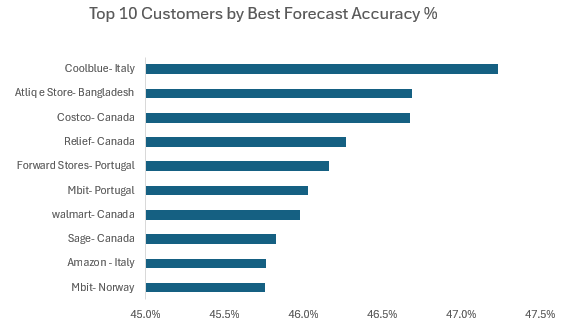 Top 10 Customers by Best Forecast Accuracy %
Coolblue- Italy
Atliq e Store- Bangladesh
Costco- Canada
Relief- Canada
Forward Stores- Portugal
Mbit- Portugal
walmart- Canada
Sage- Canada
Amazon - Italy
Mbit- Norway
45.0% 45.5% 46.0% 46.5% 47.0% 47.5%